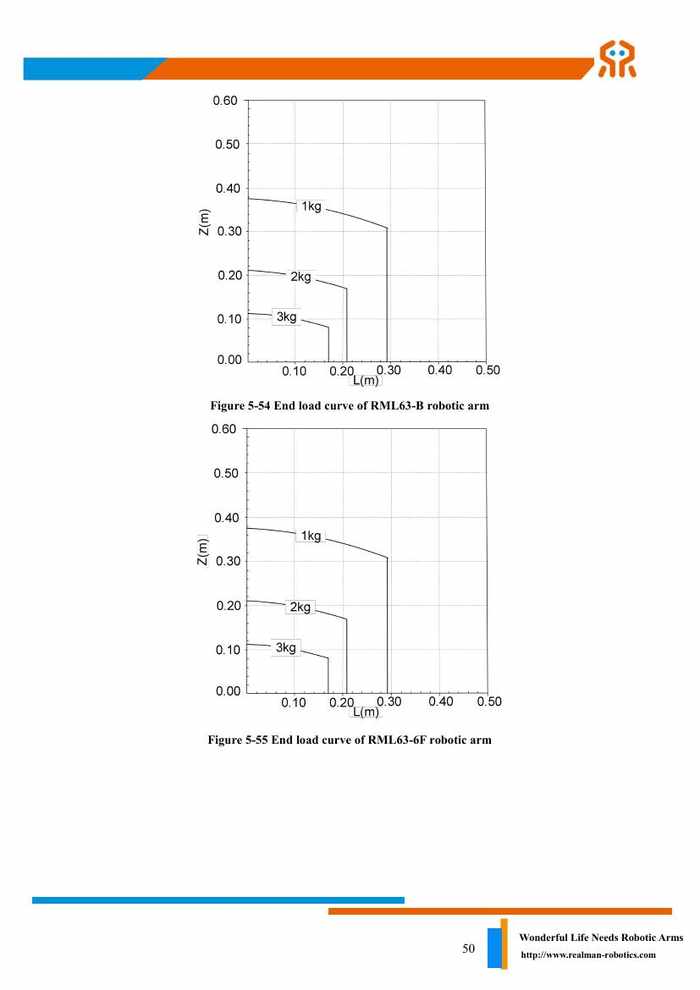 0.60
0.50
0.40
1kg
Z(m)
0.30
0.20
2kg
3kg
0.10
0.00
0.10
0.20
0.30
0.40
0.50
L(m)
Figure 5-54 End load curve of RML63-B robotic arm
0.60
0.50
0.40
1kg
Z(m)
0.30
0.20
2kg
0.10
3kg
0.00
0.10
0.20
0.30
0.40
0.50
L(m)
Figure 5-55 End load curve of RML63-6F robotic arm
50
Wonderful Life Needs Robotic Arms
http://www.realman-robotics.com